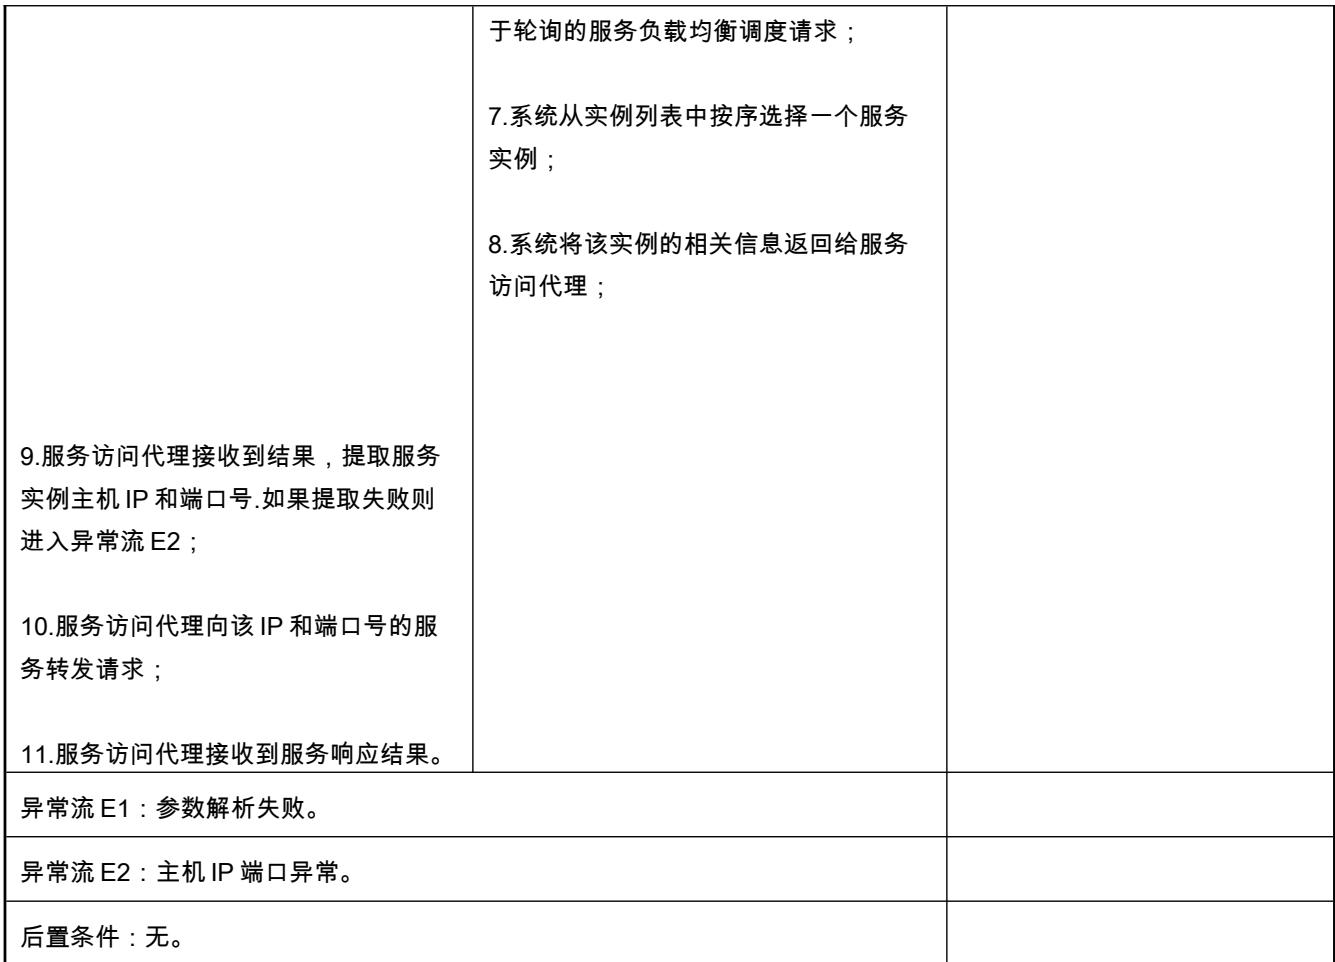 于轮询的服务负载均衡调度请求；
7.系统从实例列表中按序选择一个服务
实例；
8.系统将该实例的相关信息返回给服务
访问代理；
9.服务访问代理接收到结果，提取服务
实例主机 IP 和端口号.如果提取失败则
进入异常流 E2；
10.服务访问代理向该 IP 和端口号的服
务转发请求；
11.服务访问代理接收到服务响应结果。
异常流 E1：参数解析失败。
异常流 E2：主机 IP 端口异常。
后置条件：无。